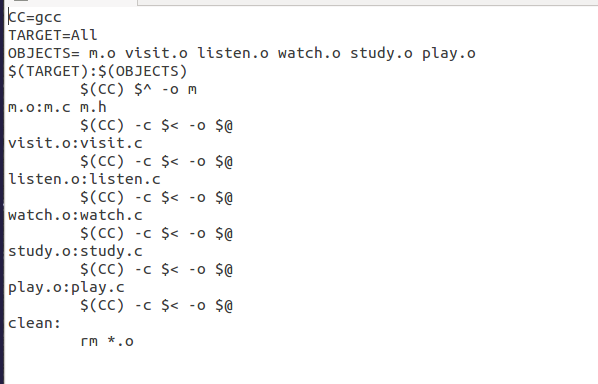 CC=gcc
TARGET=All
OBJECTS= m.o visit.o listen.o watch.o study.o play.o
$(TARGET):$(OBJECTS)
	$(CC) $^ -o m
m.o:m.c m.h
	$(CC) -c $< -o $@
visit.o:visit.c
	$(CC) -c $< -o $@
listen.o:listen.c
	$(CC) -c $< -o $@
watch.o:watch.c
	$(CC) -c $< -o $@
study.o:study.c
	$(CC) -c $< -o $@
play.o:play.c
	$(CC) -c $< -o $@
clean:
	rm *.o